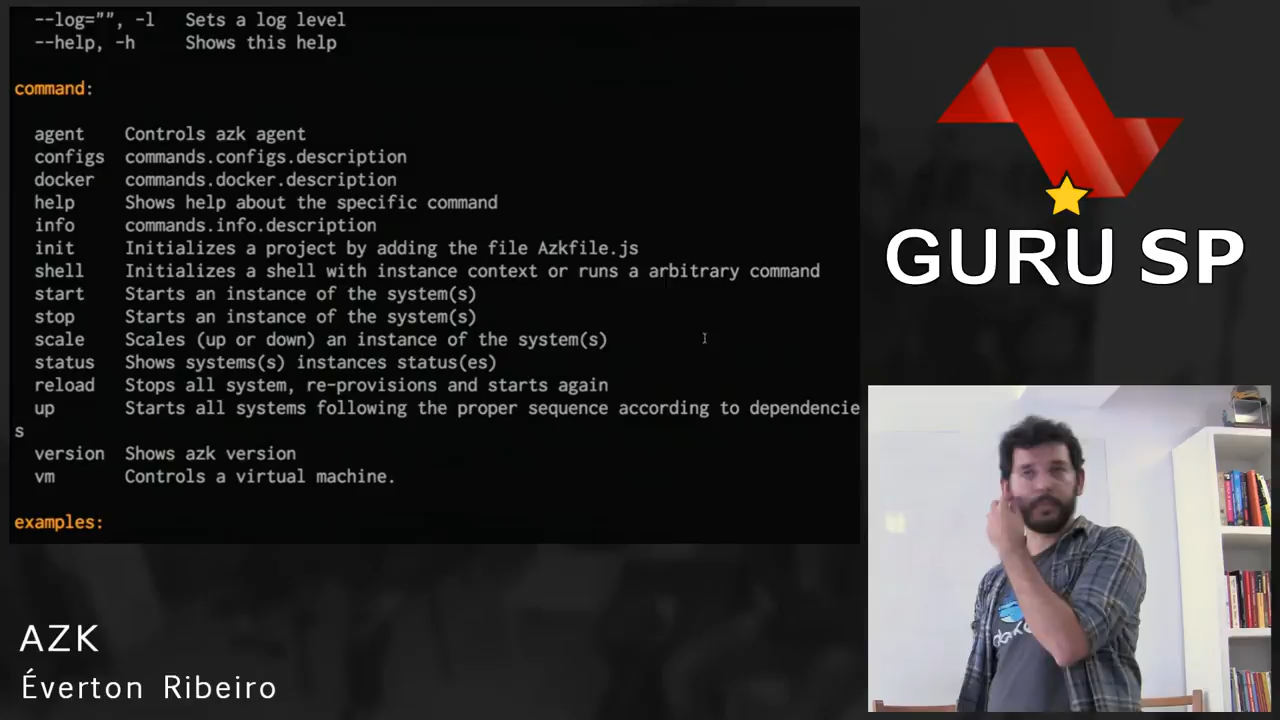 --log="", -l Sets a log level
--help, -h Shows this help
command:
agent Controls azk agent
configs commands.configs.description
docker commands.docker.description
help Shows help about the specific command
info commands.info.description
init Initializes a project by adding the file Azkfile.js
shell Initializes a shell with instance context or runs a arbitrary command
start Starts an instance of the system(s)
stop Starts an instance of the system(s)
scale Scales (up or down) an instance of the system(s)
status Shows systems(s) instances status(es)
reload Stops all system, re-provisions and starts again
up Starts all systems following the proper sequence according to dependencie
s
version Shows azk version
vm Controls a virtual machine.
examples:
GURU SP
AZK
Éverton Ribeiro